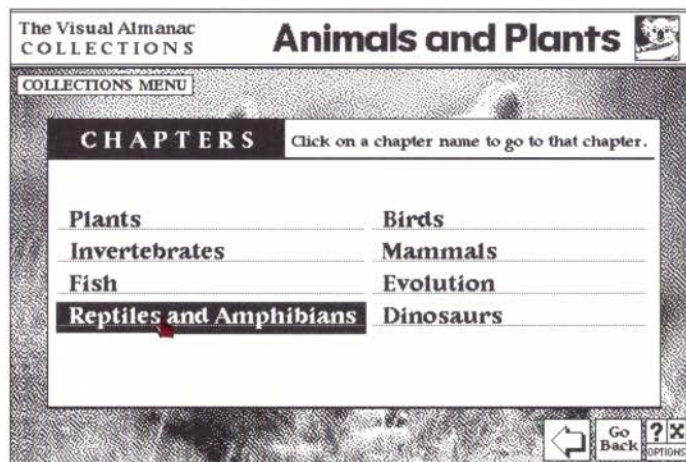 The Visual Almanac
COLLECTIONS
Animals and Plants
COLLECTIONS MENU
CHAPTERS
Click on a chapter name to go to that chapter.
Plants
Invertebrates
Fish
Reptiles and Amphibians
Birds
Mammals
Evolution
Dinosaurs
Go
Back
?
OPTIONS